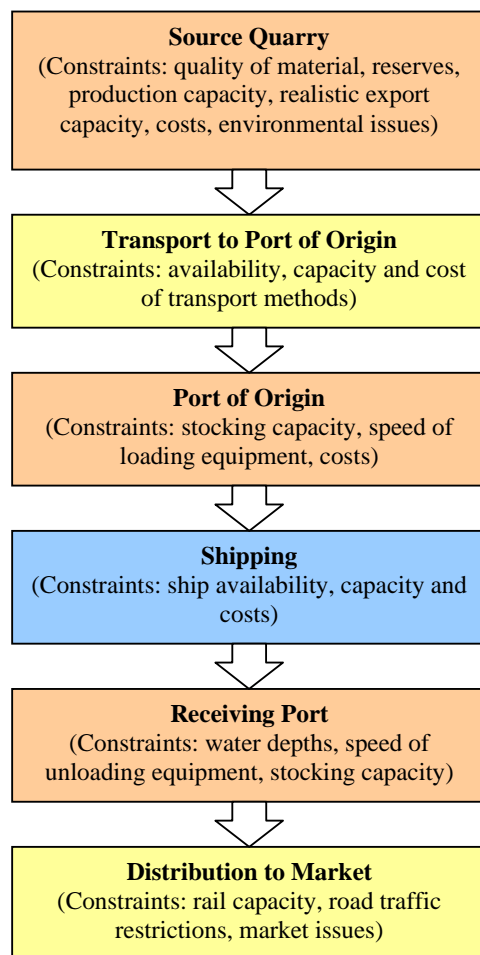 Source Quarry
(Constraints: quality of material, reserves,
production capacity, realistic export
capacity, costs, environmental issues)
Transport to Port of Origin
(Constraints: availability, capacity and cost
of transport methods)
Port of Origin
(Constraints: stocking capacity, speed of
loading equipment, costs)
Shipping
(Constraints: ship availability, capacity and
costs)
Receiving Port
(Constraints: water depths, speed of
unloading equipment, stocking capacity)
Distribution to Market
(Constraints: rail capacity, road traffic
restrictions, market issues)